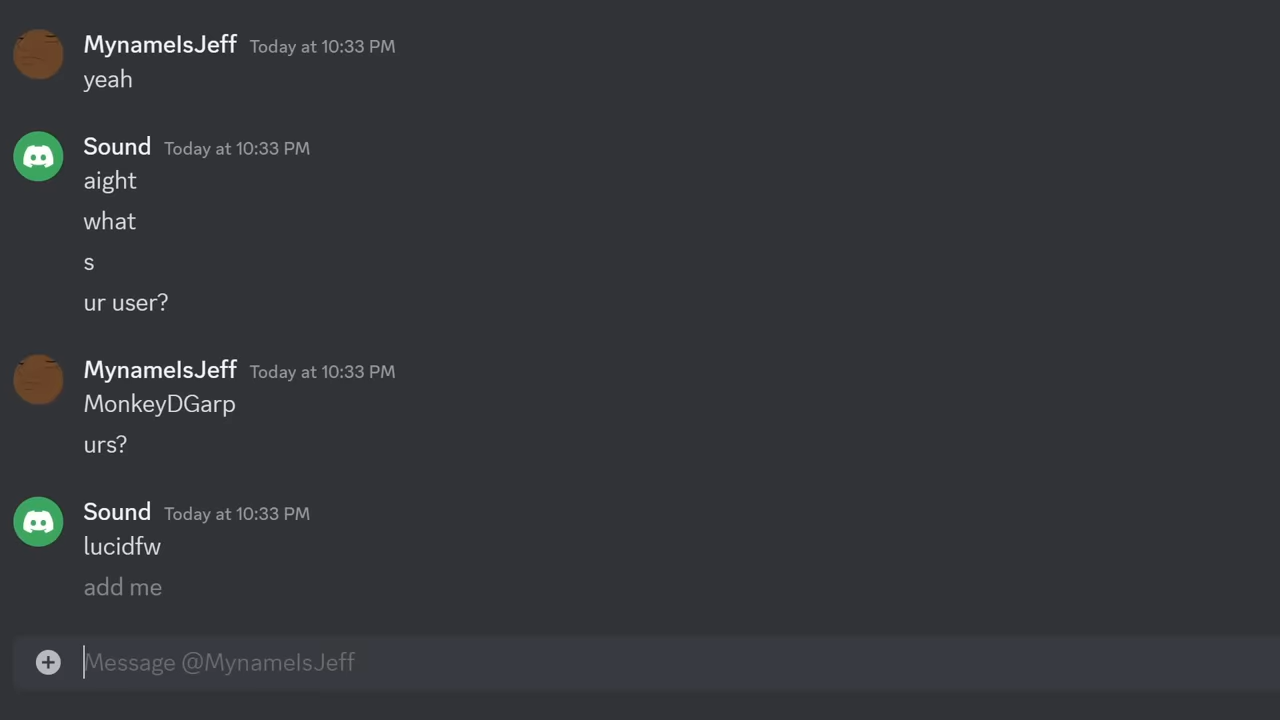 MynameIsJeff Today at 10:33 PM
yeah
Sound Today at 10:33 PM
aight
what
s
ur user?
MynameIsJeff Today at 10:33 PM
MonkeyDGarp
urs?
Sound Today at 10:33 PM
lucidfw
add me
Message @MynameIsJeff